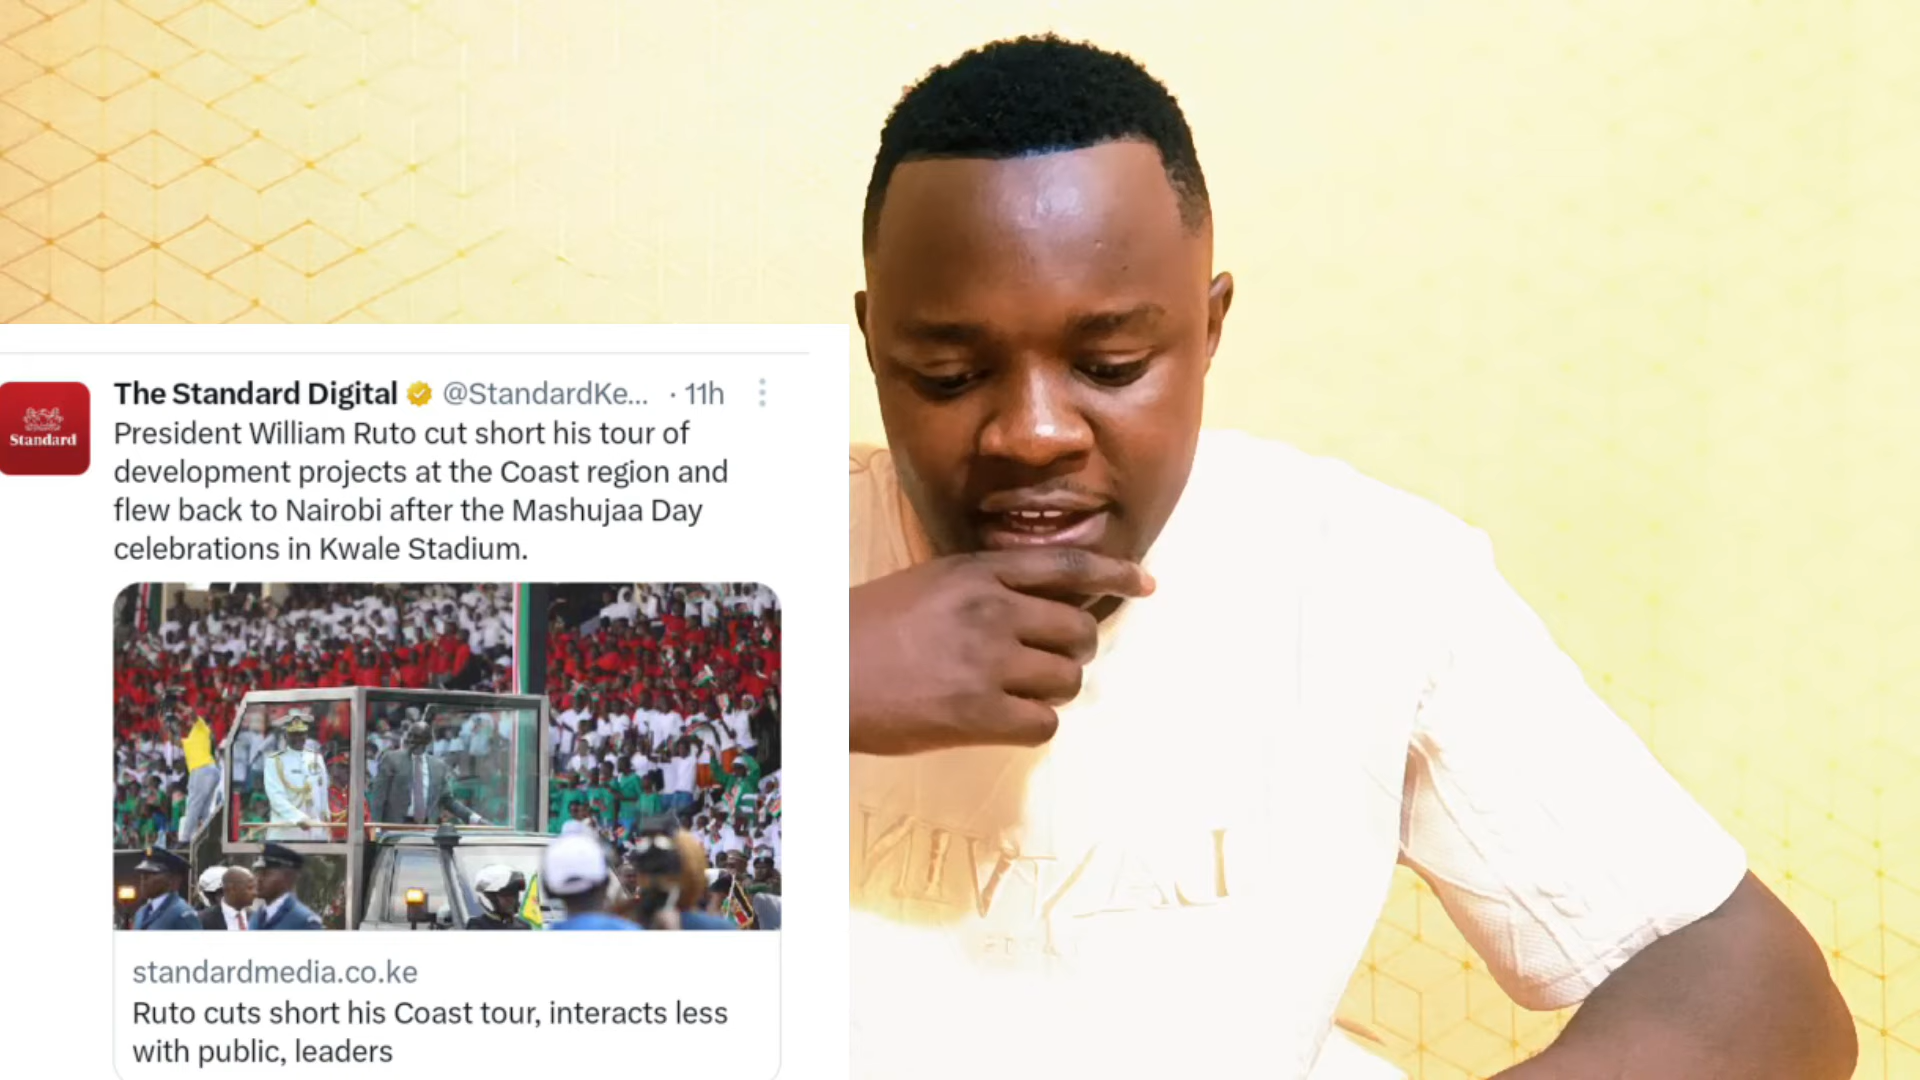 The Standard Digital @StandardKe... · 11h
Standard
President William Ruto cut short his tour of
development projects at the Coast region and
flew back to Nairobi after the Mashujaa Day
celebrations in Kwale Stadium.
standardmedia.co.ke
Ruto cuts short his Coast tour, interacts less
with public, leaders